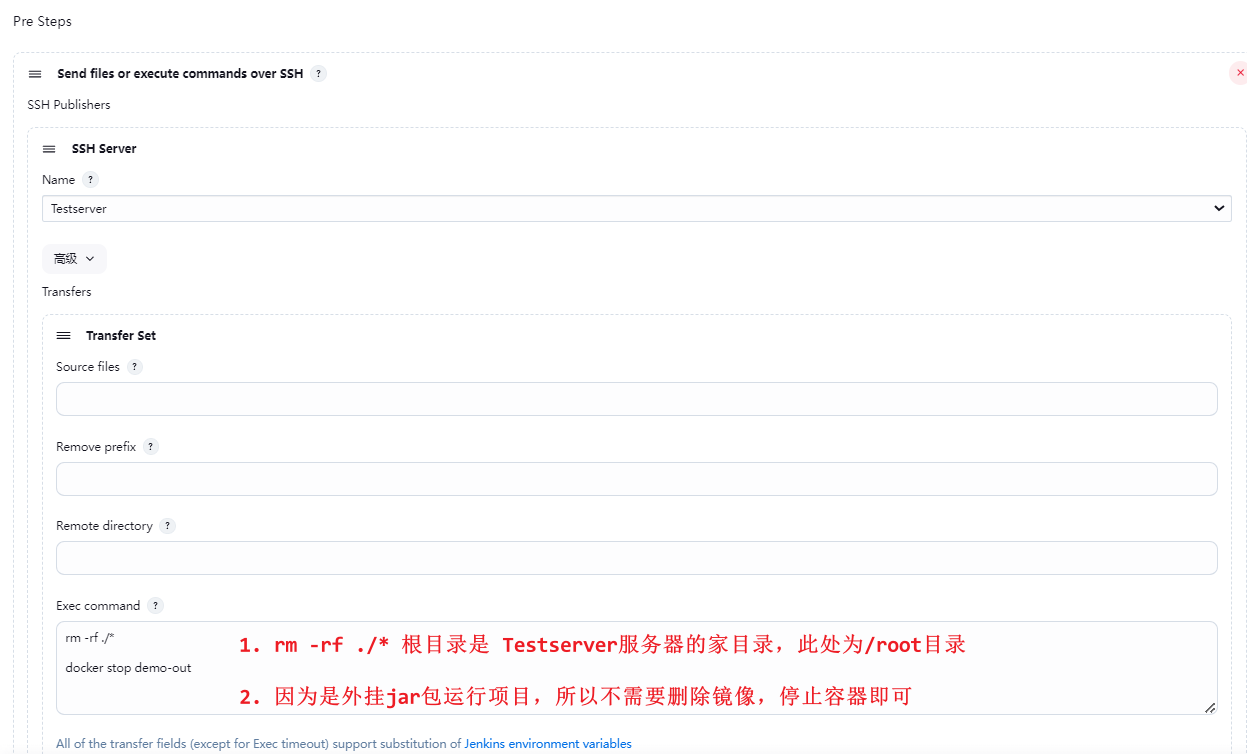 Pre Steps
Send files or execute commands over SSH ?
SSH Publishers
SSH Server
Name ?
Testserver
高级
Transfers
Transfer Set
Source files ?
Remove prefix ?
Remote directory ?
Exec command ?
rm -rf ./*
1. rm -rf ./* 根目录是 Testserver服务器的家目录，此处为/root目录
docker stop demo-out
2. 因为是外挂jar包运行项目，所以不需要删除镜像，停止容器即可
All of the transfer fields (except for Exec timeout) support substitution of Jenkins environment variables